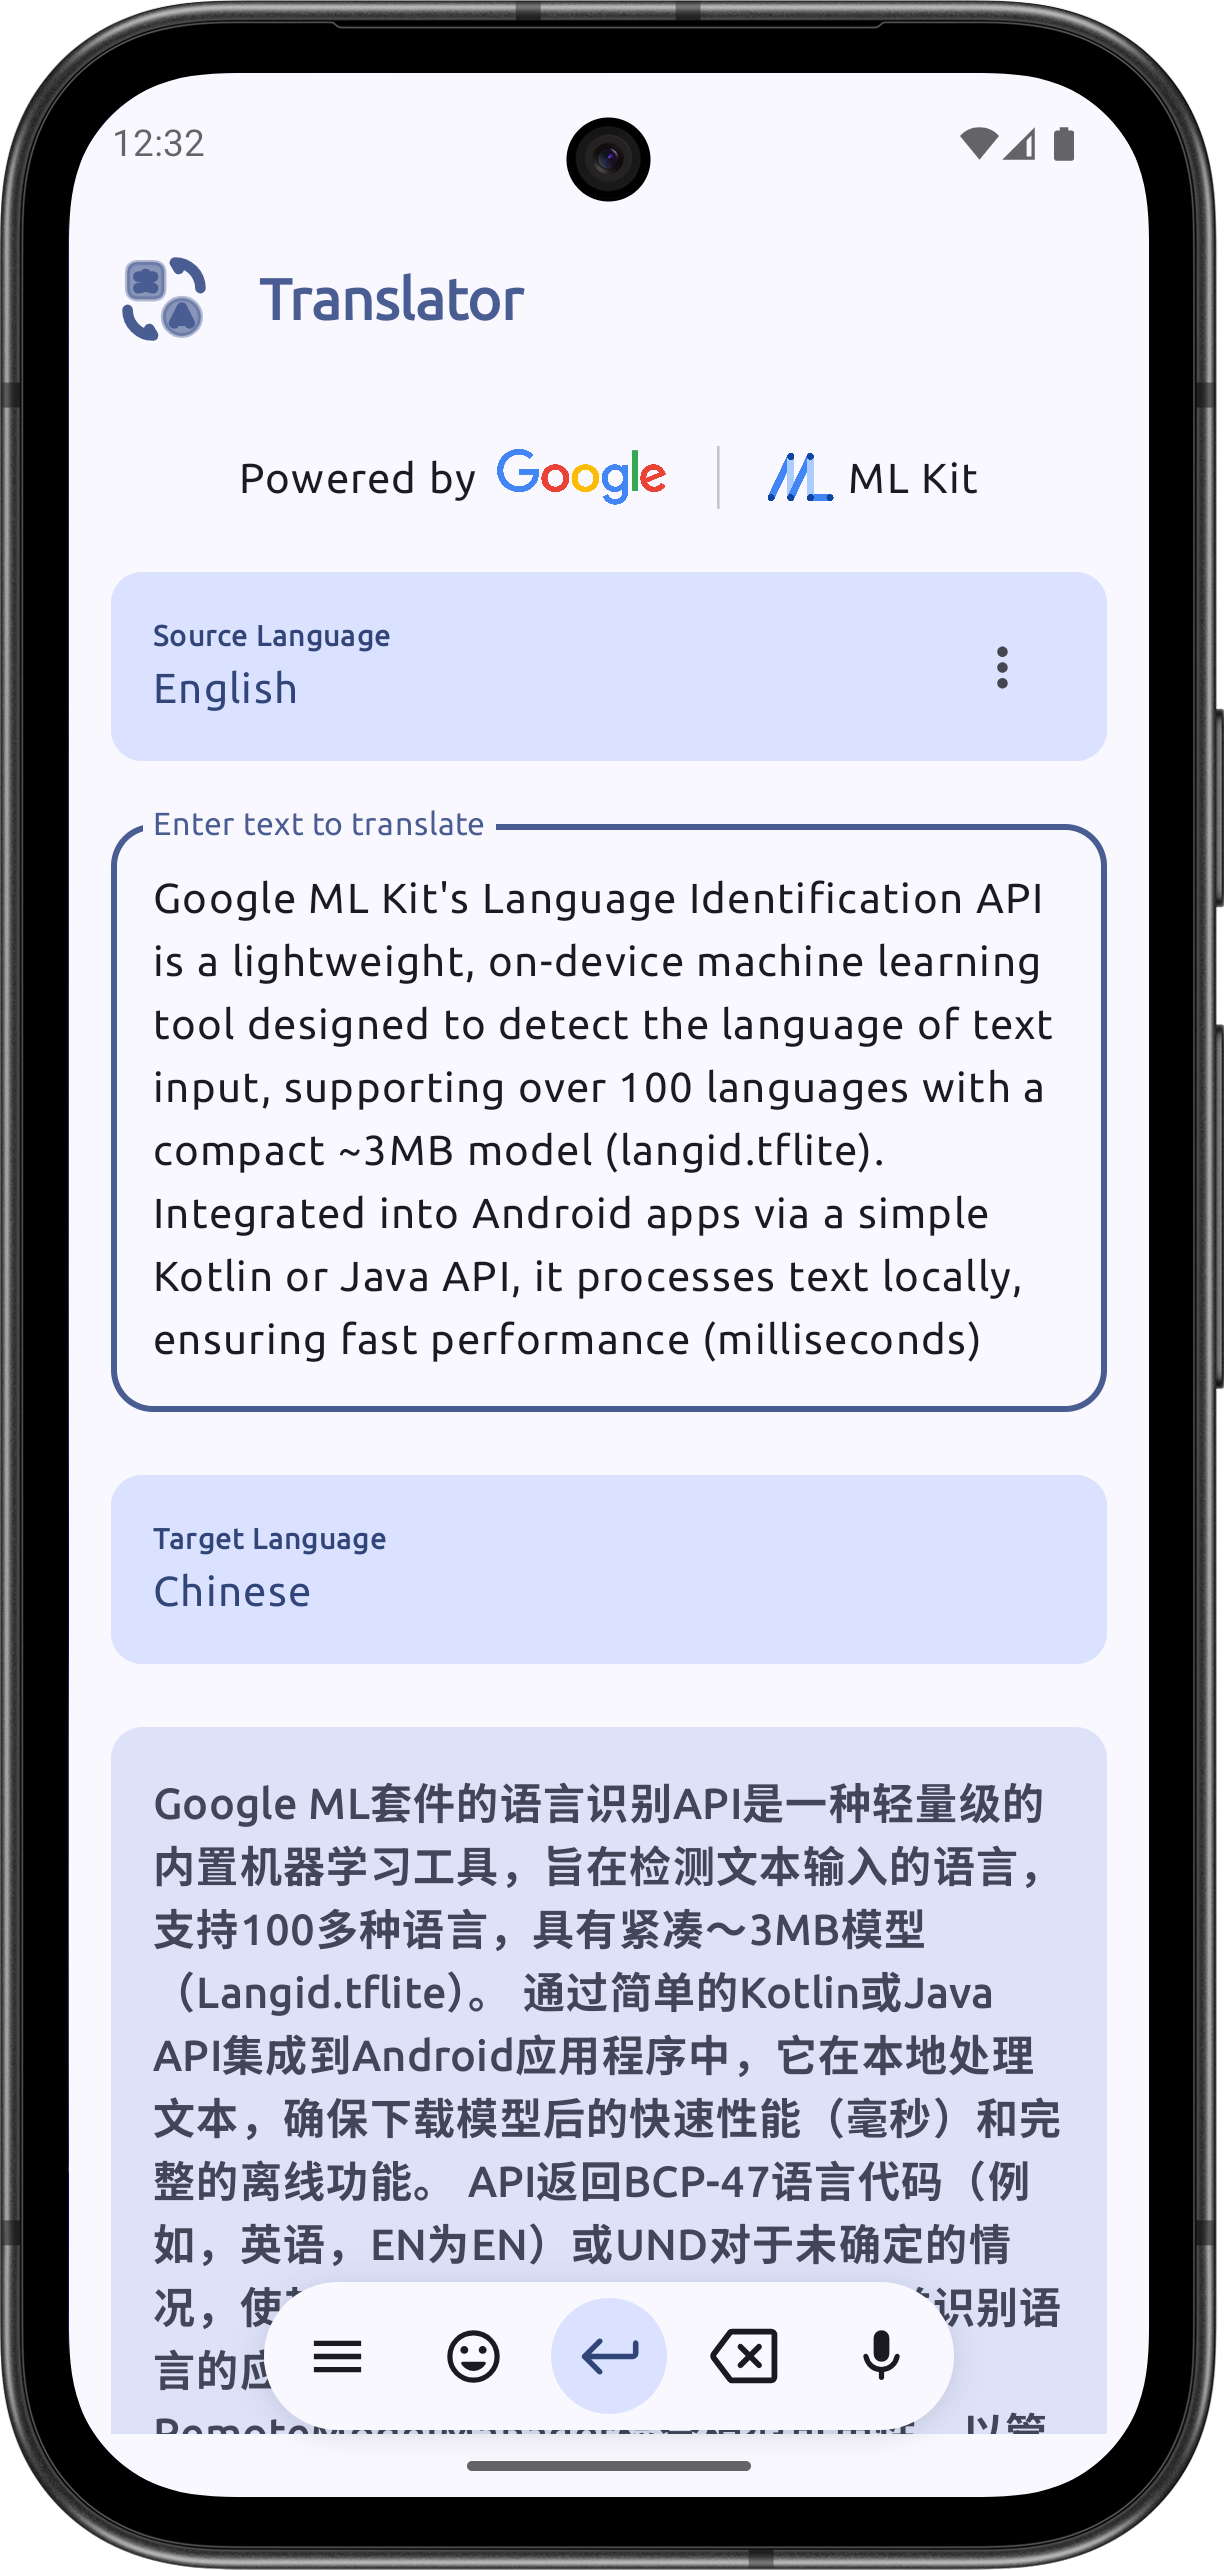 12:32
Translator
Powered by Google | ML Kit
Source Language
English
Enter text to translate
Google ML Kit's Language Identification API
is a lightweight, on-device machine learning
tool designed to detect the language of text
input, supporting over 100 languages with a
compact ~3MB model (langid.tflite).
Integrated into Android apps via a simple
Kotlin or Java API, it processes text locally,
ensuring fast performance (milliseconds)
Target Language
Chinese
Google ML套件的语言识别API是一种轻量级的
内置机器学习工具，旨在检测文本输入的语言，
支持100多种语言，具有紧凑～3MB模型
（Langid.tflite）。 通过简单的Kotlin或Java
API集成到Android应用程序中，它在本地处理
文本，确保下载模型后的快速性能（毫秒）和完
整的离线功能。 API返回BCP-47语言代码（例
如，英语，EN为EN）或UND对于未确定的情
况，使 识别语
言的应